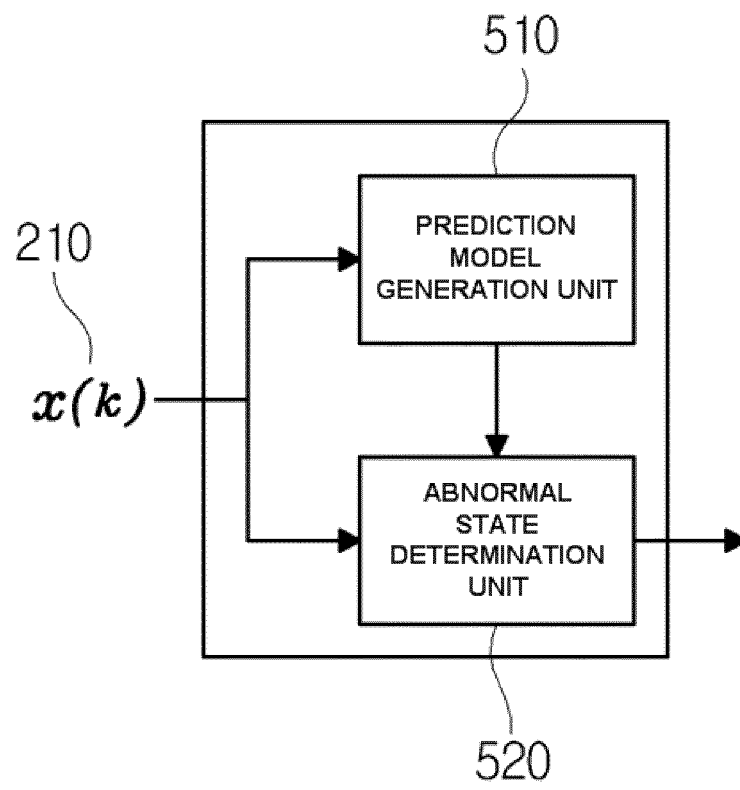 510
PREDICTION
MODEL
GENERATION UNIT
210
x(k)
ABNORMAL
STATE
DETERMINATION
UNIT
520